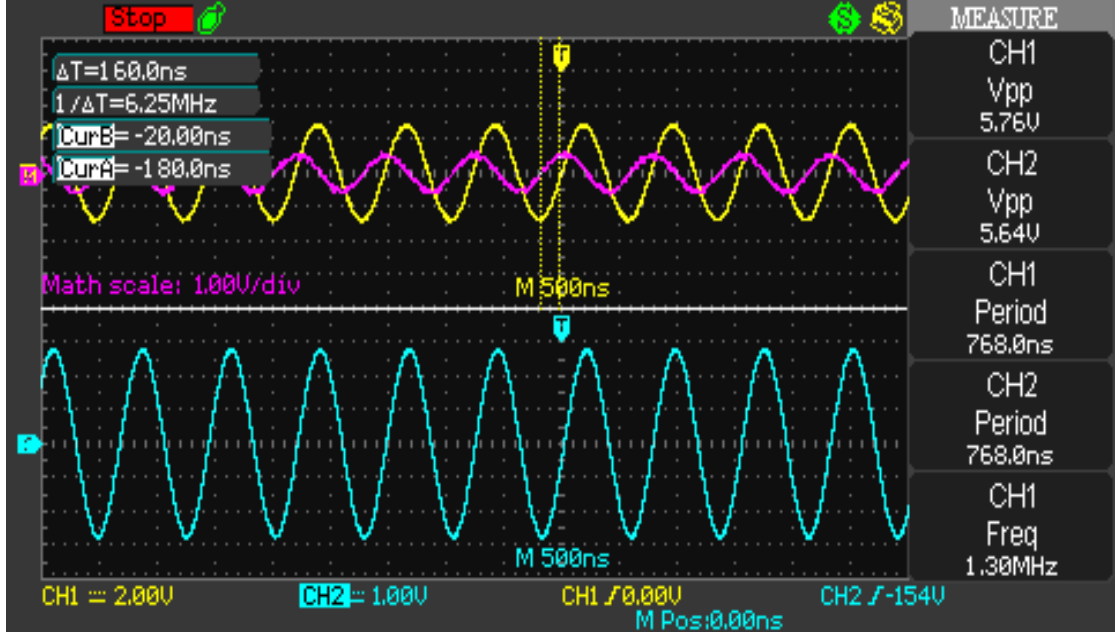 Stop
MEASURE
ΔT=160.0ns
1/ΔT=6.25MHz
CurB= -20.00ns
CurA= -180.0ns
T
M
Math scale: 1.00V/div
M 500ns
T
M 500ns
CH1
Vpp
5.76V
CH2
Vpp
5.64V
CH1
Period
768.0ns
CH2
Period
768.0ns
CH1
Freq
1.30MHz
CH1 2.00V CH2 1.00V CH1 0.00V CH2 -154V
M Pos:0.00ns